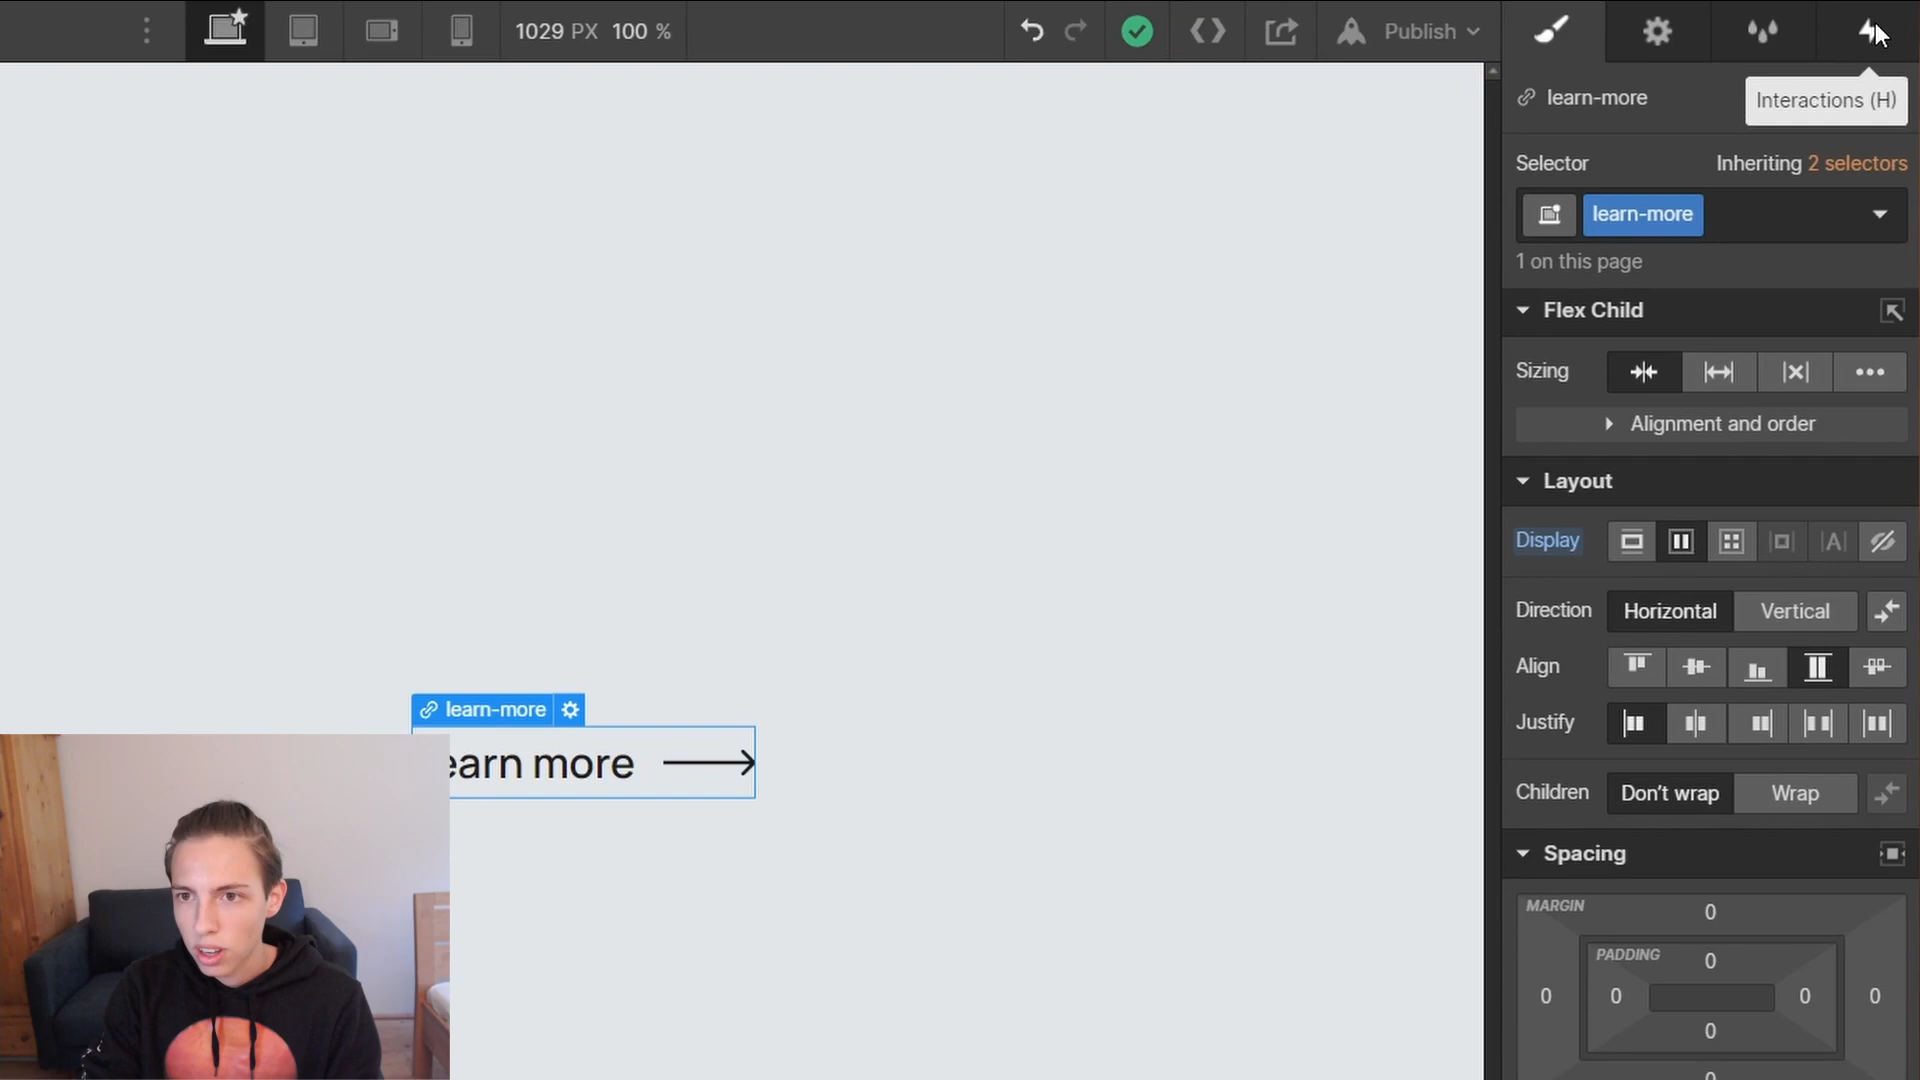 1029 PX 100 %
Publish
learn-more
Interactions (H)
Selector
Inheriting 2 selectors
learn-more
1 on this page
Flex Child
Sizing
Alignment and order
Layout
Display
Direction
Horizontal
Vertical
Align
Justify
Children
Don't wrap
Wrap
Spacing
MARGIN
0
PADDING
0
0
0
0
0
0
learn-more
earn more